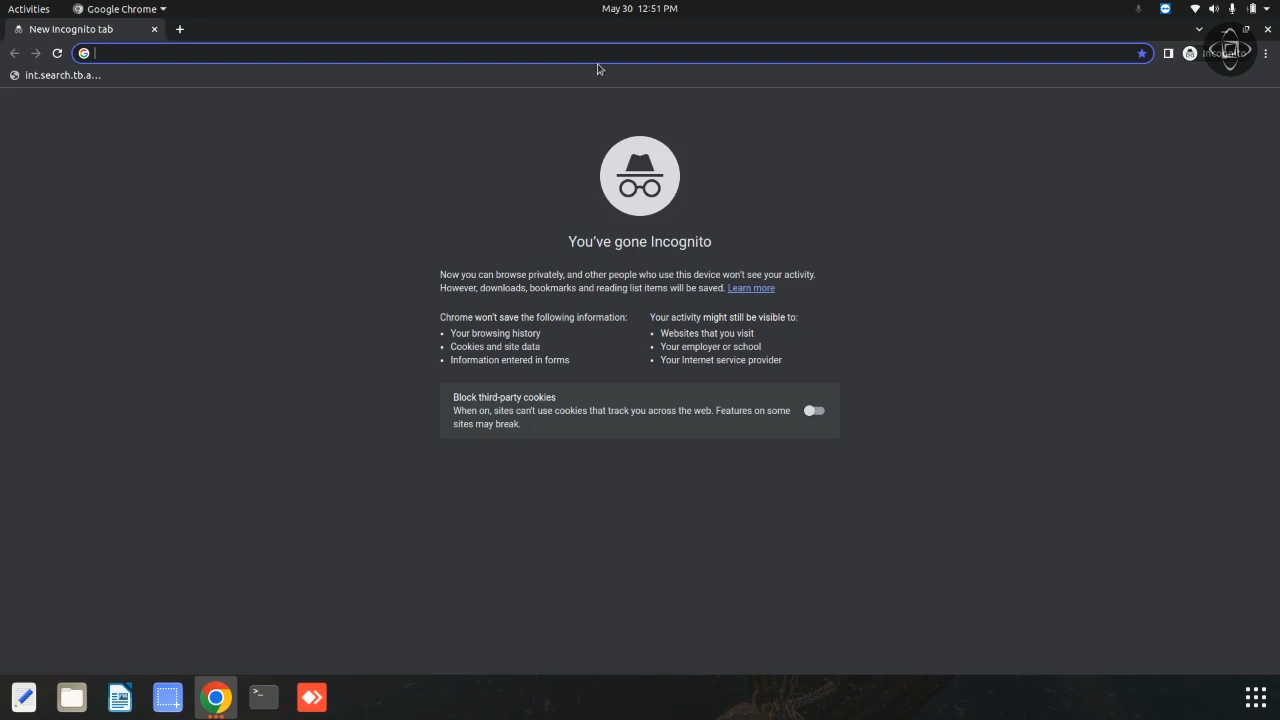 Activities
Google Chrome
May 30 12:51 PM
New Incognito tab
Incognito
int.search.tb.a...
You've gone Incognito
Now you can browse privately, and other people who use this device won't see your activity.
However, downloads, bookmarks and reading list items will be saved. Learn more
Chrome won't save the following information:
• Your browsing history
• Cookies and site data
• Information entered in forms
Your activity might still be visible to:
• Websites that you visit
• Your employer or school
• Your Internet service provider
Block third-party cookies
When on, sites can't use cookies that track you across the web. Features on some
sites may break.